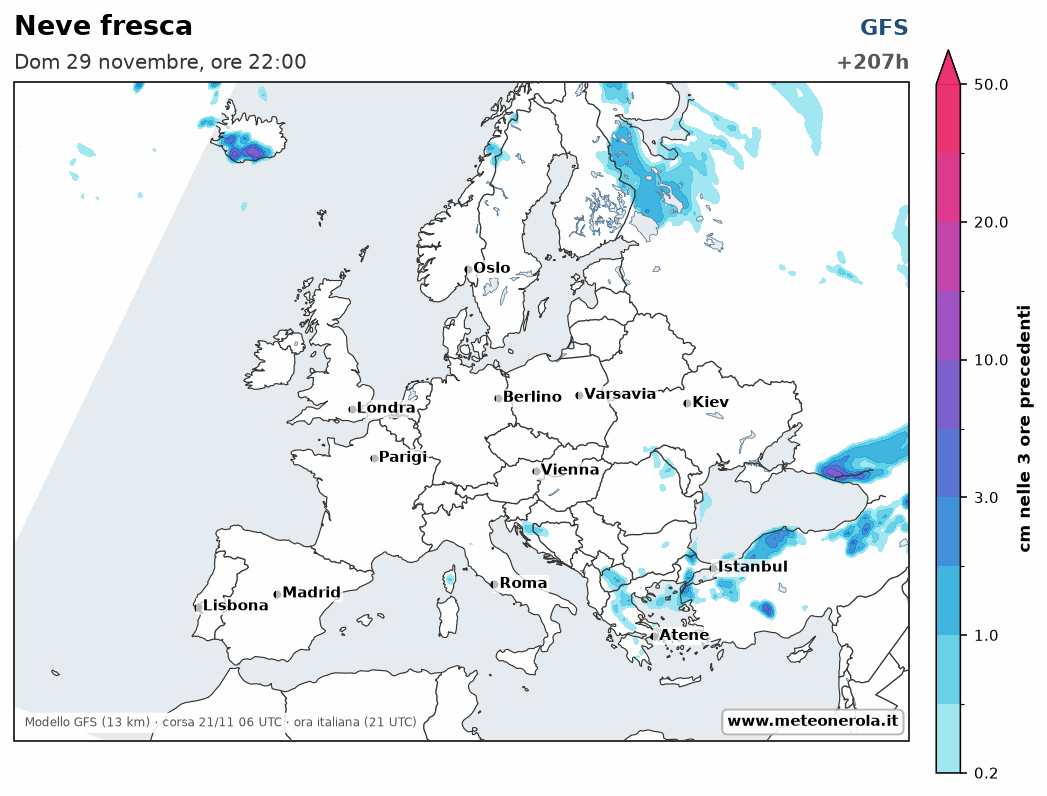 Neve fresca
GFS
Dom 29 novembre, ore 22:00
+207h
50.0
20.0
10.0
3.0
1.0
0.2
cm nelle 3 ore precedenti
Oslo
Berlino
Varsavia
Kiev
Londra
Parigi
Vienna
Istanbul
Roma
Madrid
Lisbona
Atene
Modello GFS (13 km) · corsa 21/11 06 UTC · ora italiana (21 UTC)
www.meteonerola.it